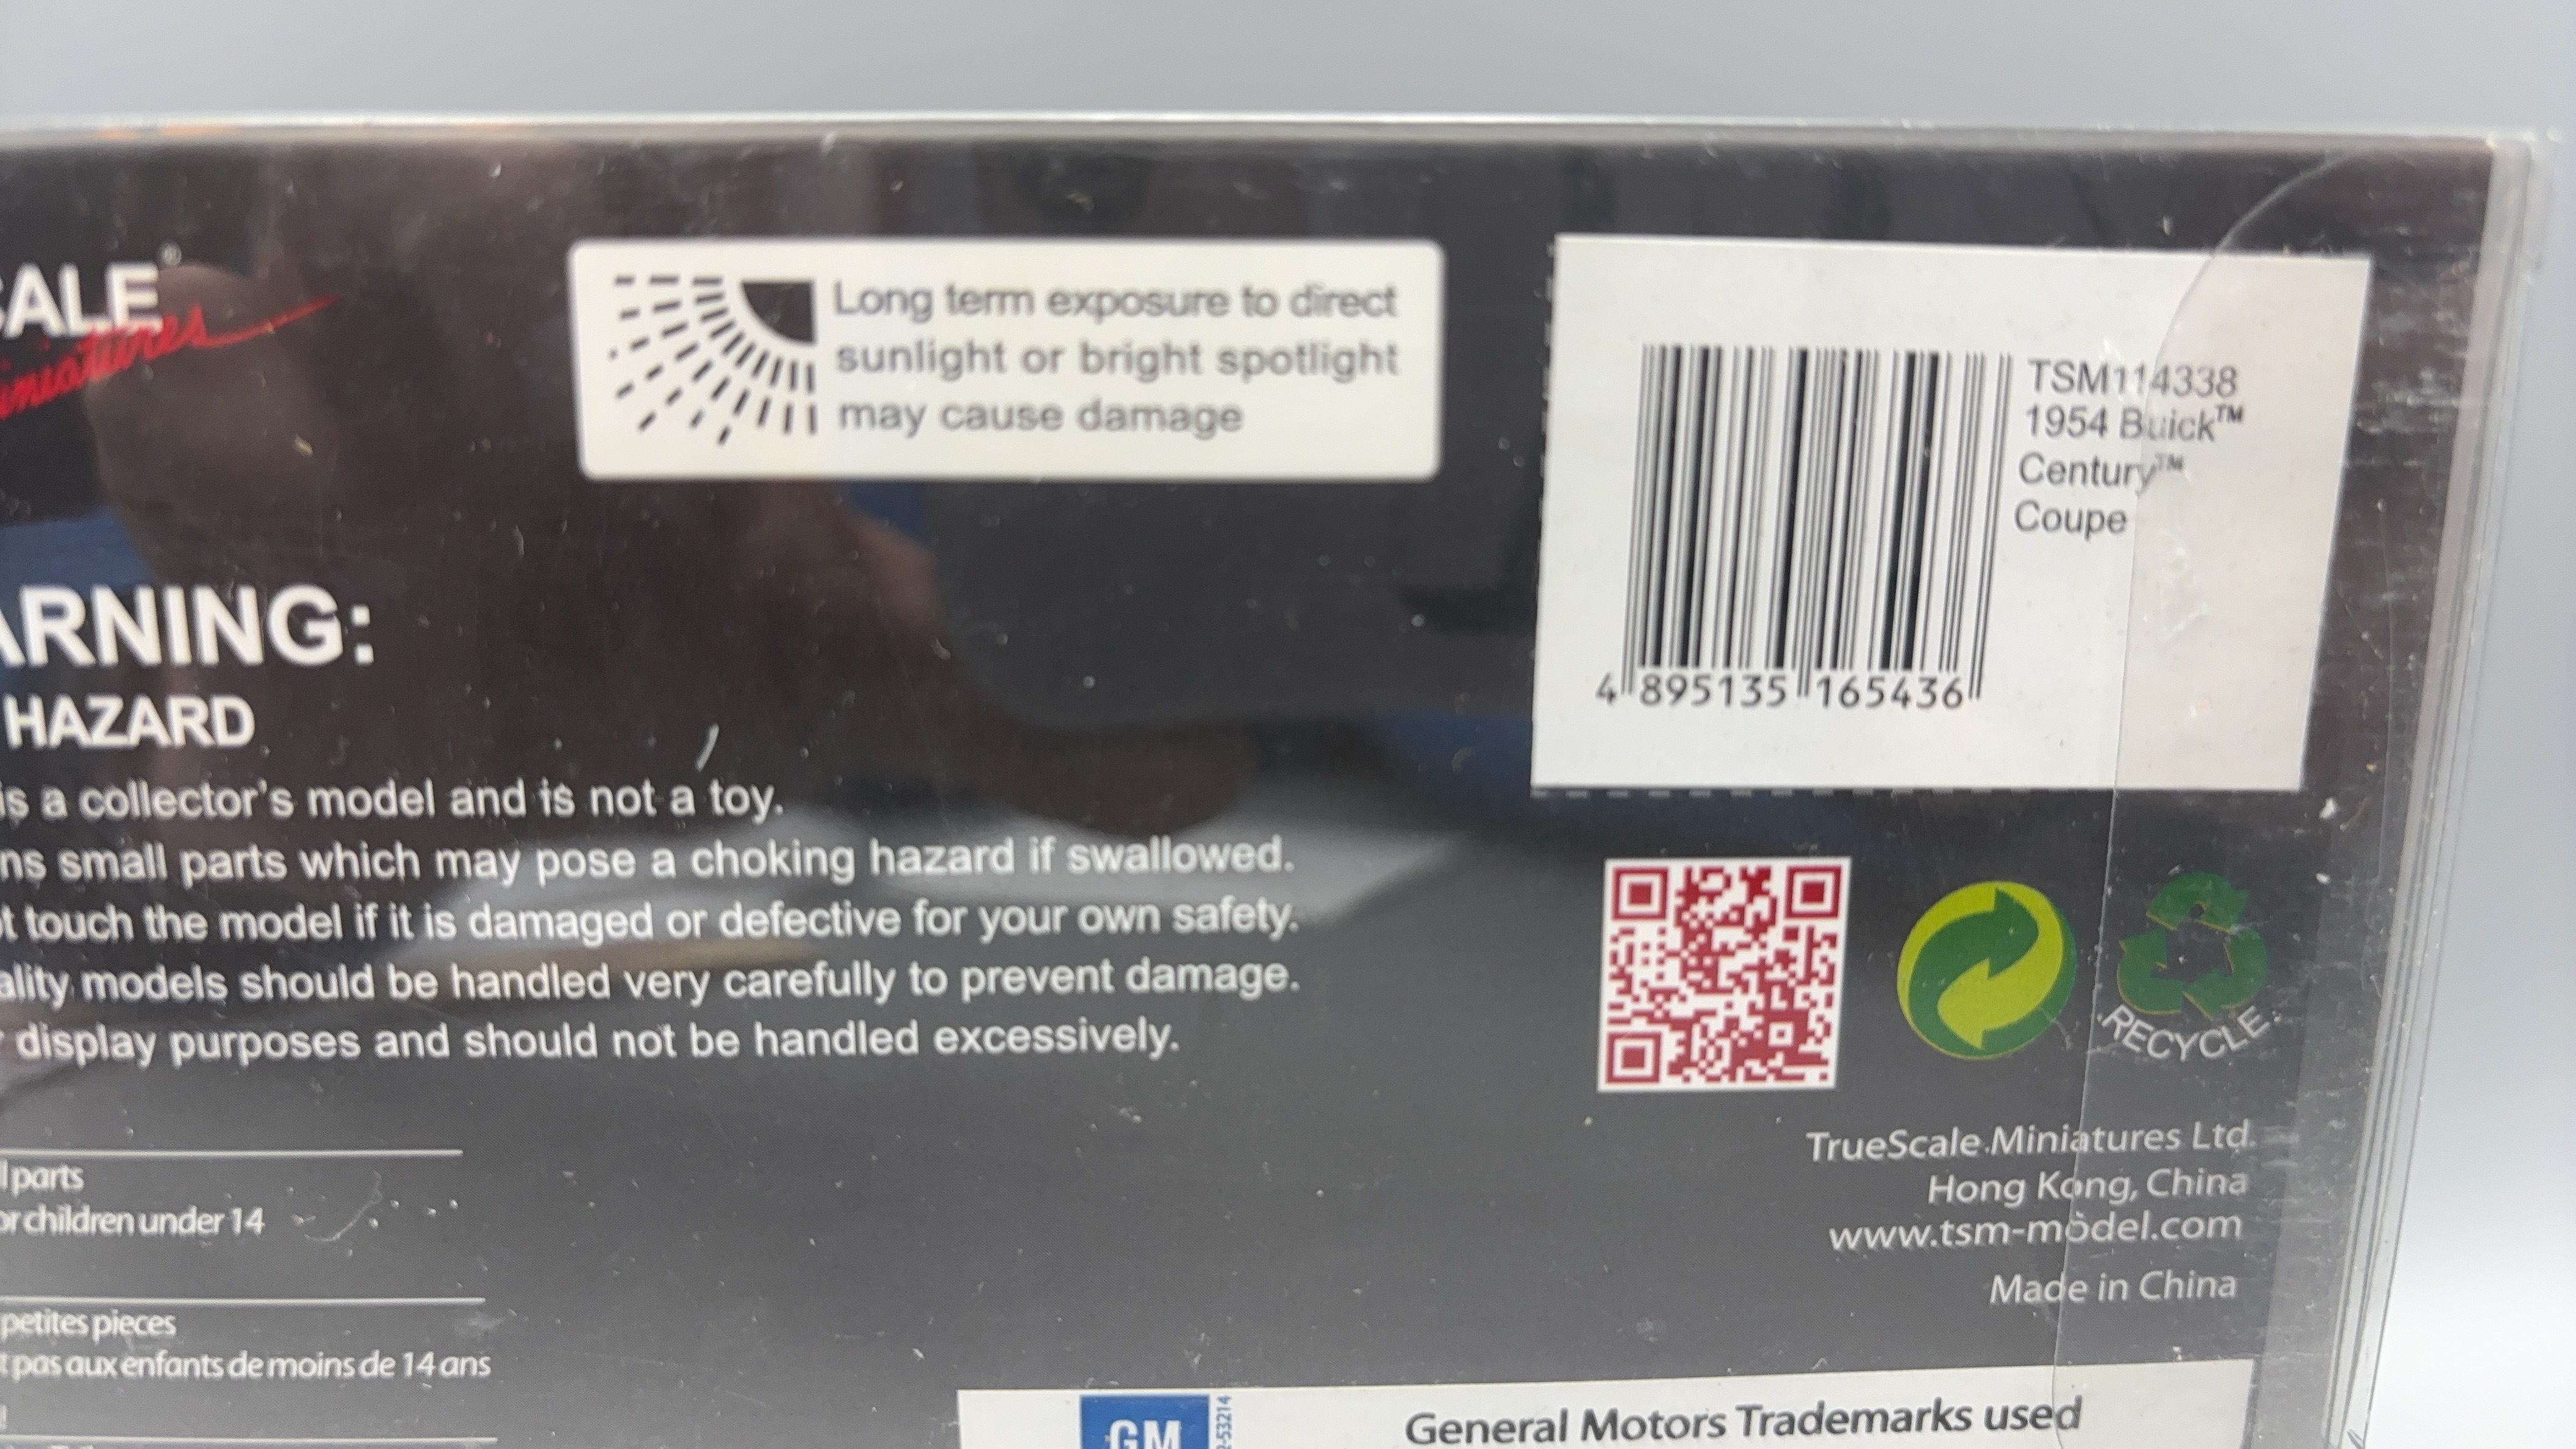 SCALE®
miniatures
Long term exposure to direct
sunlight or bright spotlight
may cause damage
TSM114338
1954 Buick™
Century™
Coupe
4 895135 165436
ARNING:
HAZARD
is a collector's model and is not a toy.
ns small parts which may pose a choking hazard if swallowed.
t touch the model if it is damaged or defective for your own safety.
ality models should be handled very carefully to prevent damage.
display purposes and should not be handled excessively.
RECYCLE
TrueScale Miniatures Ltd.
Hong Kong, China
www.tsm-model.com
Made in China
l parts
or children under 14
petites pieces
t pas aux enfants de moins de 14 ans
GM
2-53214
General Motors Trademarks used